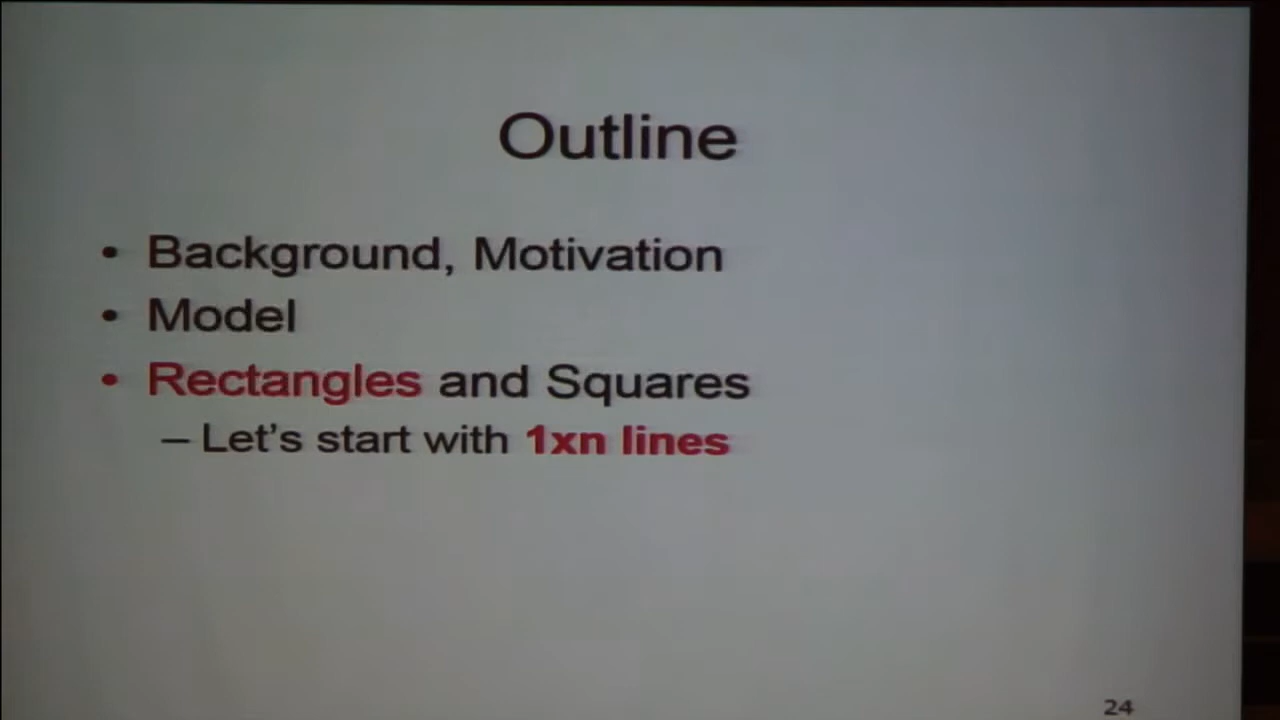 Outline
• Background, Motivation
• Model
• Rectangles and Squares
– Let's start with 1xn lines
24